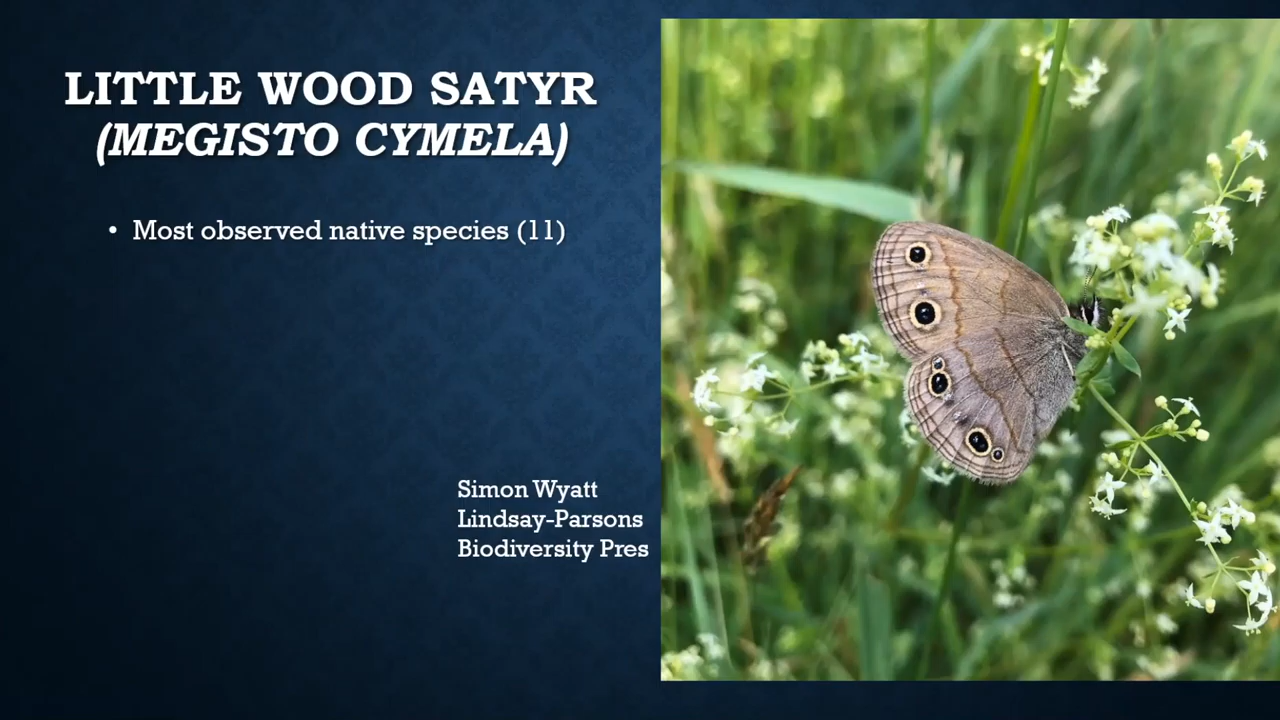 LITTLE WOOD SATYR
(MEGISTO CYMELA)
• Most observed native species (11)
Simon Wyatt
Lindsay-Parsons
Biodiversity Pres